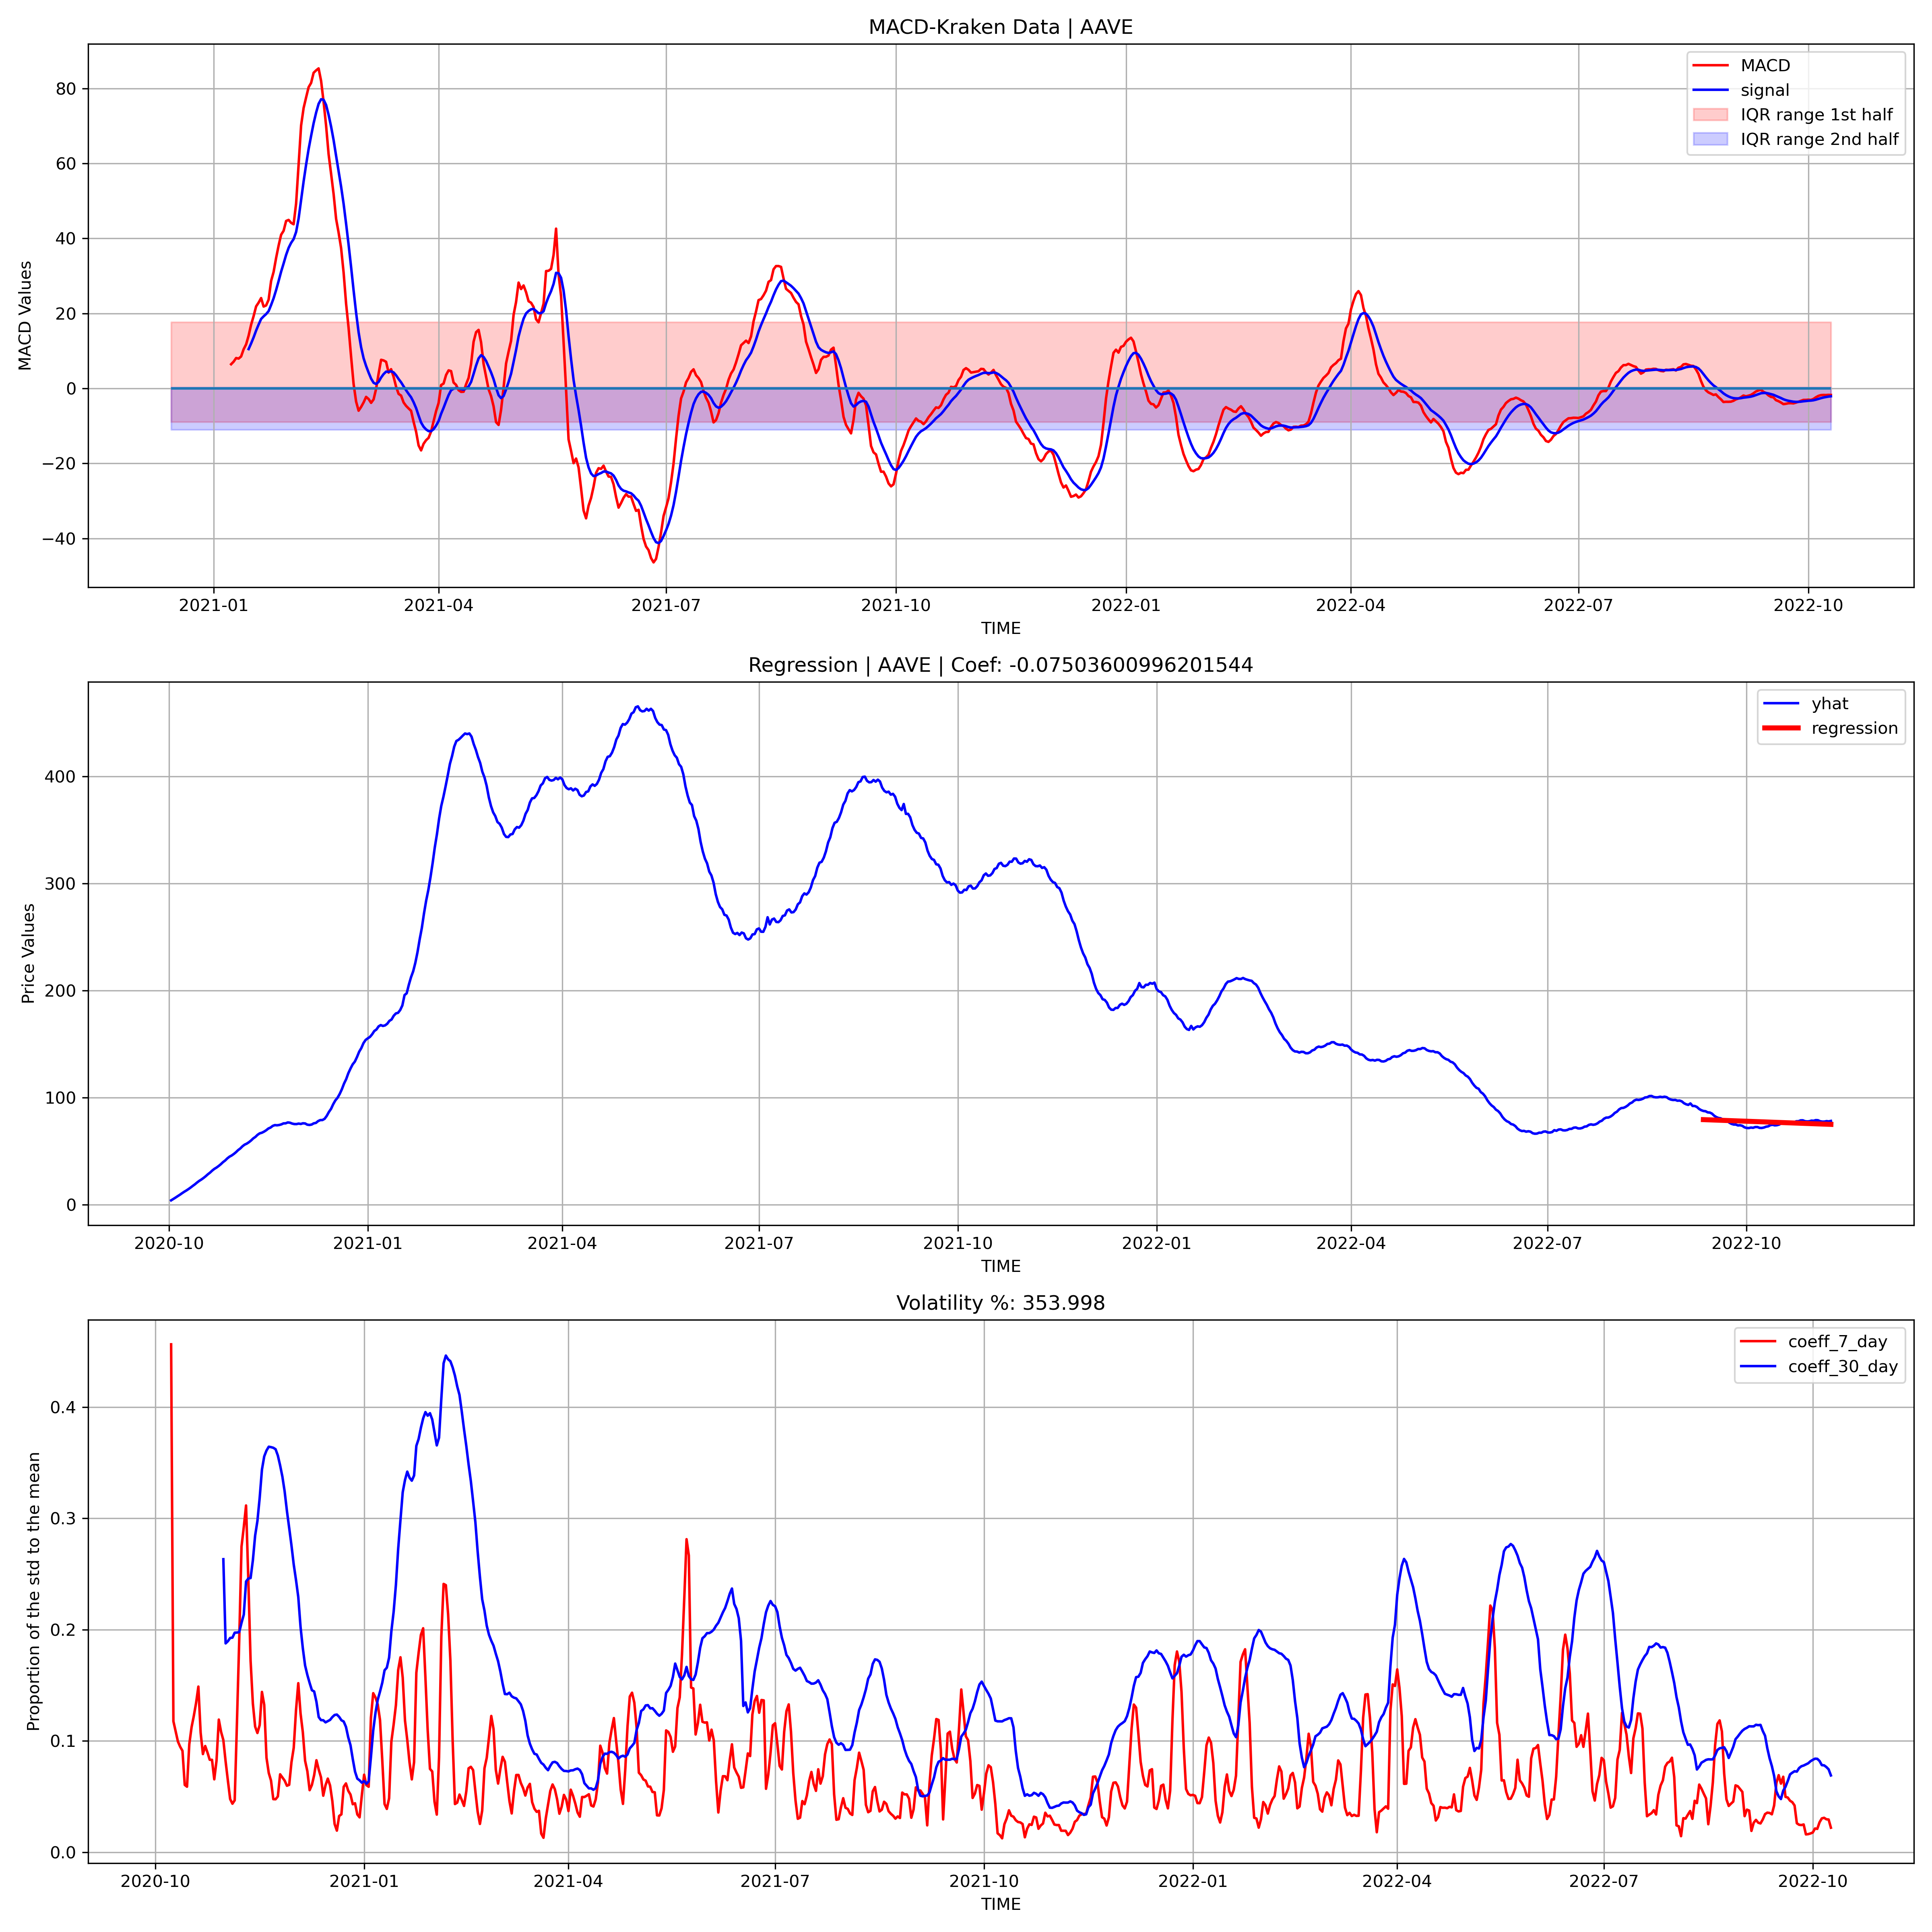 MACD-Kraken Data | AAVE
MACD Values
80
60
40
20
0
−20
−40
MACD
signal
IQR range 1st half
IQR range 2nd half
2021-01 2021-04 2021-07 2021-10 2022-01 2022-04 2022-07 2022-10
TIME
Regression | AAVE | Coef: -0.07503600996201544
Price Values
400
300
200
100
0
yhat
regression
2020-10 2021-01 2021-04 2021-07 2021-10 2022-01 2022-04 2022-07 2022-10
TIME
Volatility %: 353.998
Proportion of the std to the mean
0.4
0.3
0.2
0.1
0.0
coeff_7_day
coeff_30_day
2020-10 2021-01 2021-04 2021-07 2021-10 2022-01 2022-04 2022-07 2022-10
TIME